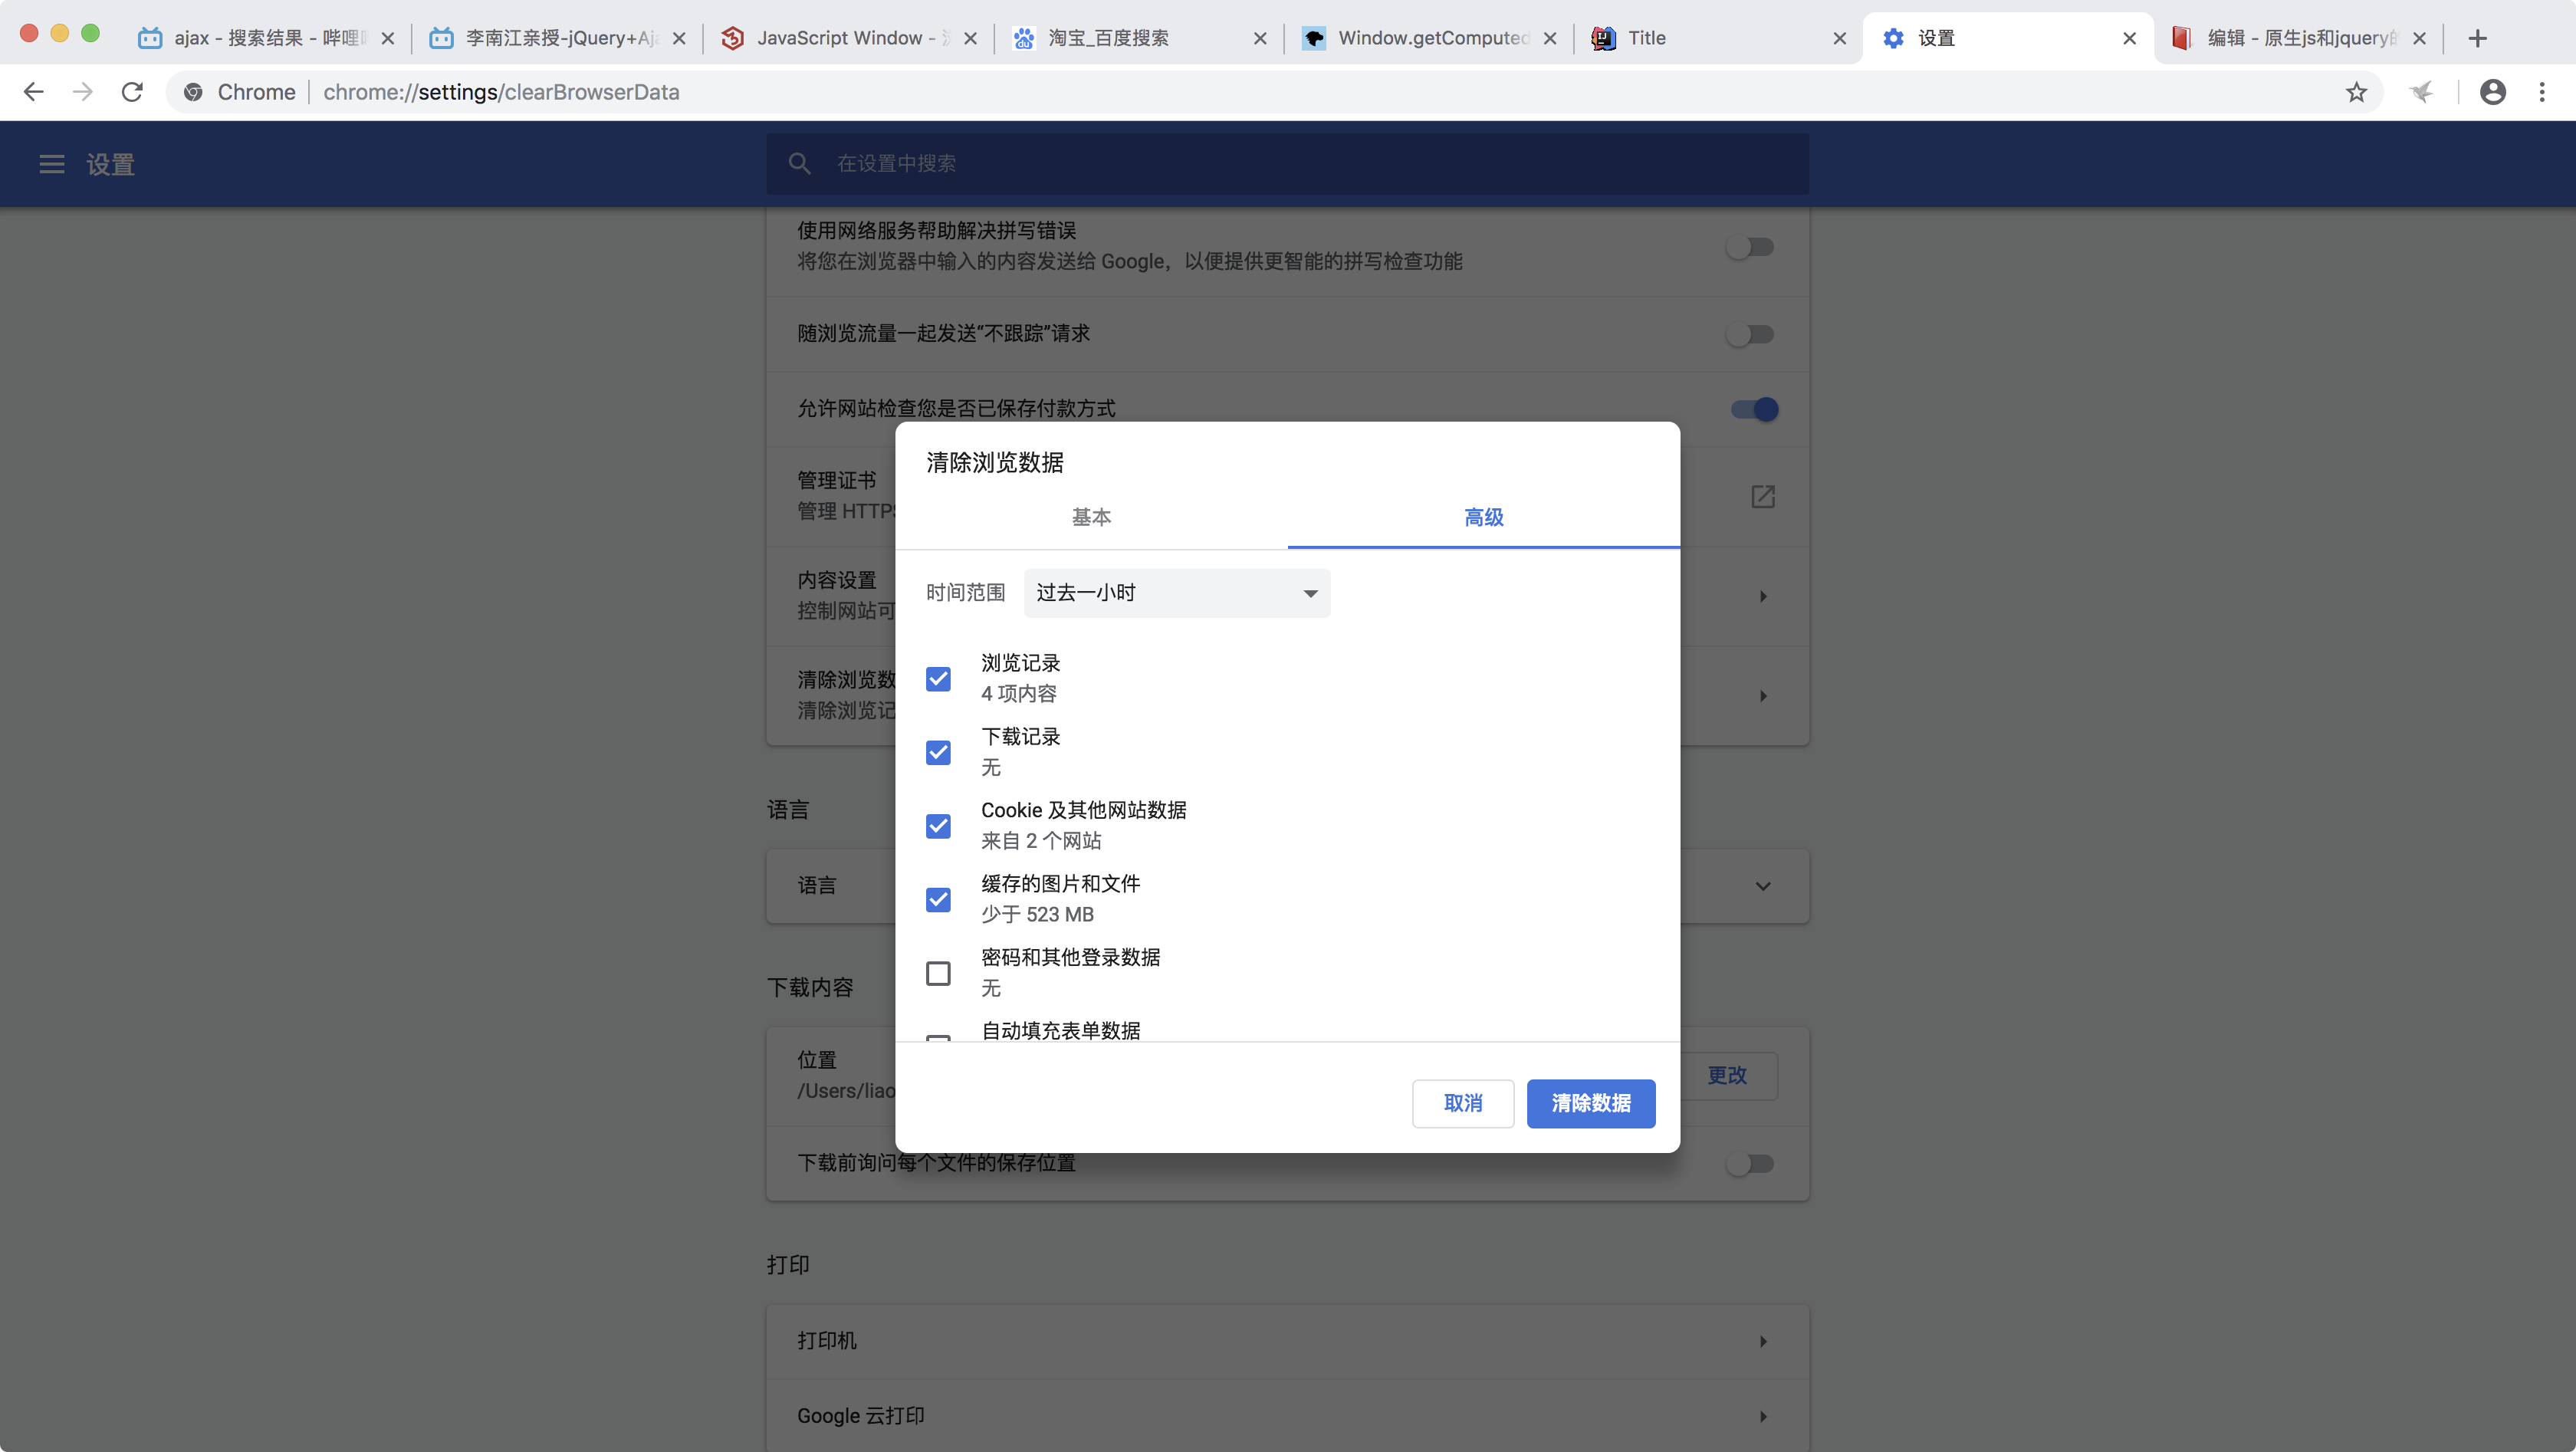 ajax - 搜索结果 - 哔哩
李南江亲授-jQuery+Aj
JavaScript Window -
淘宝_百度搜索
Window.getComputed
Title
设置
编辑 - 原生js和jquery的
Chrome
chrome://settings/clearBrowserData
设置
在设置中搜索
使用网络服务帮助解决拼写错误
将您在浏览器中输入的内容发送给 Google，以便提供更智能的拼写检查功能
随浏览流量一起发送“不跟踪”请求
允许网站检查您是否已保存付款方式
管理证书
管理 HTTPS
内容设置
控制网站可
清除浏览数
清除浏览记
清除浏览数据
基本
高级
时间范围
过去一小时
浏览记录
4 项内容
下载记录
无
Cookie 及其他网站数据
来自 2 个网站
缓存的图片和文件
少于 523 MB
密码和其他登录数据
无
自动填充表单数据
取消
清除数据
语言
语言
下载内容
位置
/Users/liao
更改
下载前询问每个文件的保存位置
打印
打印机
Google 云打印